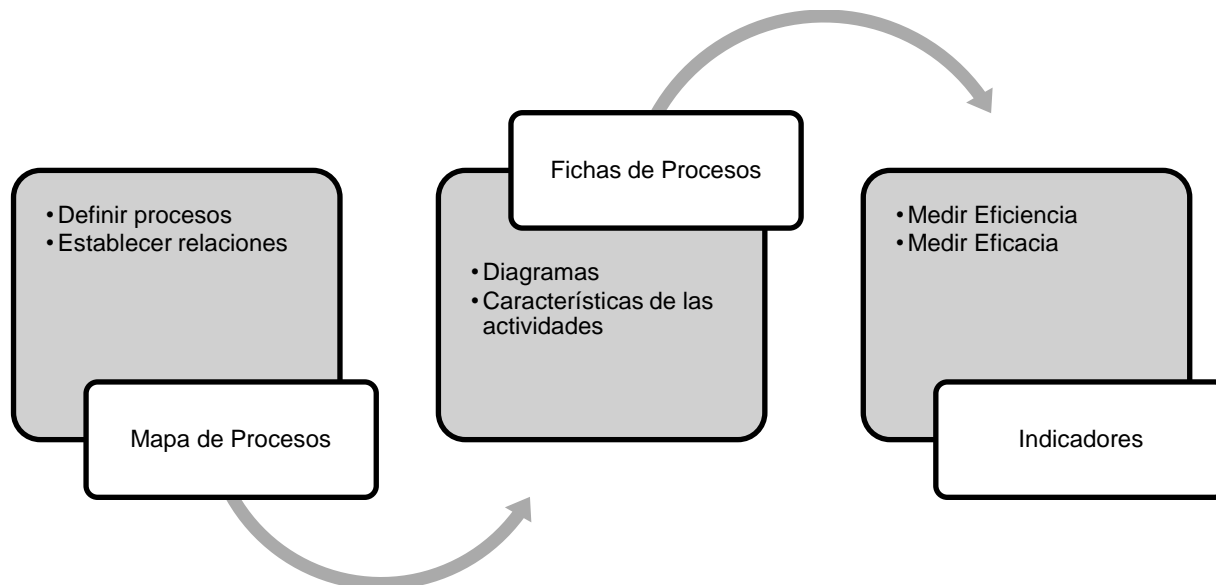 • Definir procesos
• Establecer relaciones
Mapa de Procesos
Fichas de Procesos
• Diagramas
• Características de las
actividades
• Medir Eficiencia
• Medir Eficacia
Indicadores